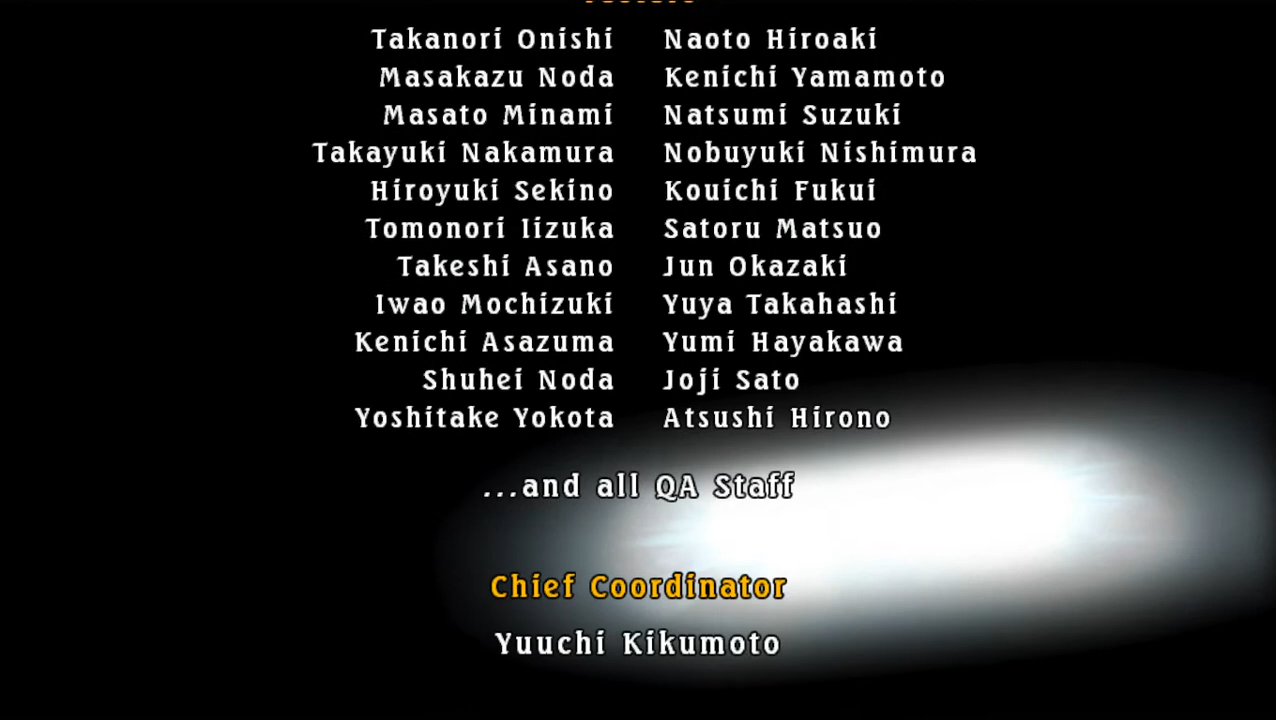 Takanori Onishi Naoto Hiroaki
Masakazu Noda Kenichi Yamamoto
Masato Minami Natsumi Suzuki
Takayuki Nakamura Nobuyuki Nishimura
Hiroyuki Sekino Kouichi Fukui
Tomonori Iizuka Satoru Matsuo
Takeshi Asano Jun Okazaki
Iwao Mochizuki Yuya Takahashi
Kenichi Asazuma Yumi Hayakawa
Shuhei Noda Joji Sato
Yoshitake Yokota Atsushi Hirono
...and all QA Staff
Chief Coordinator
Yuuchi Kikumoto